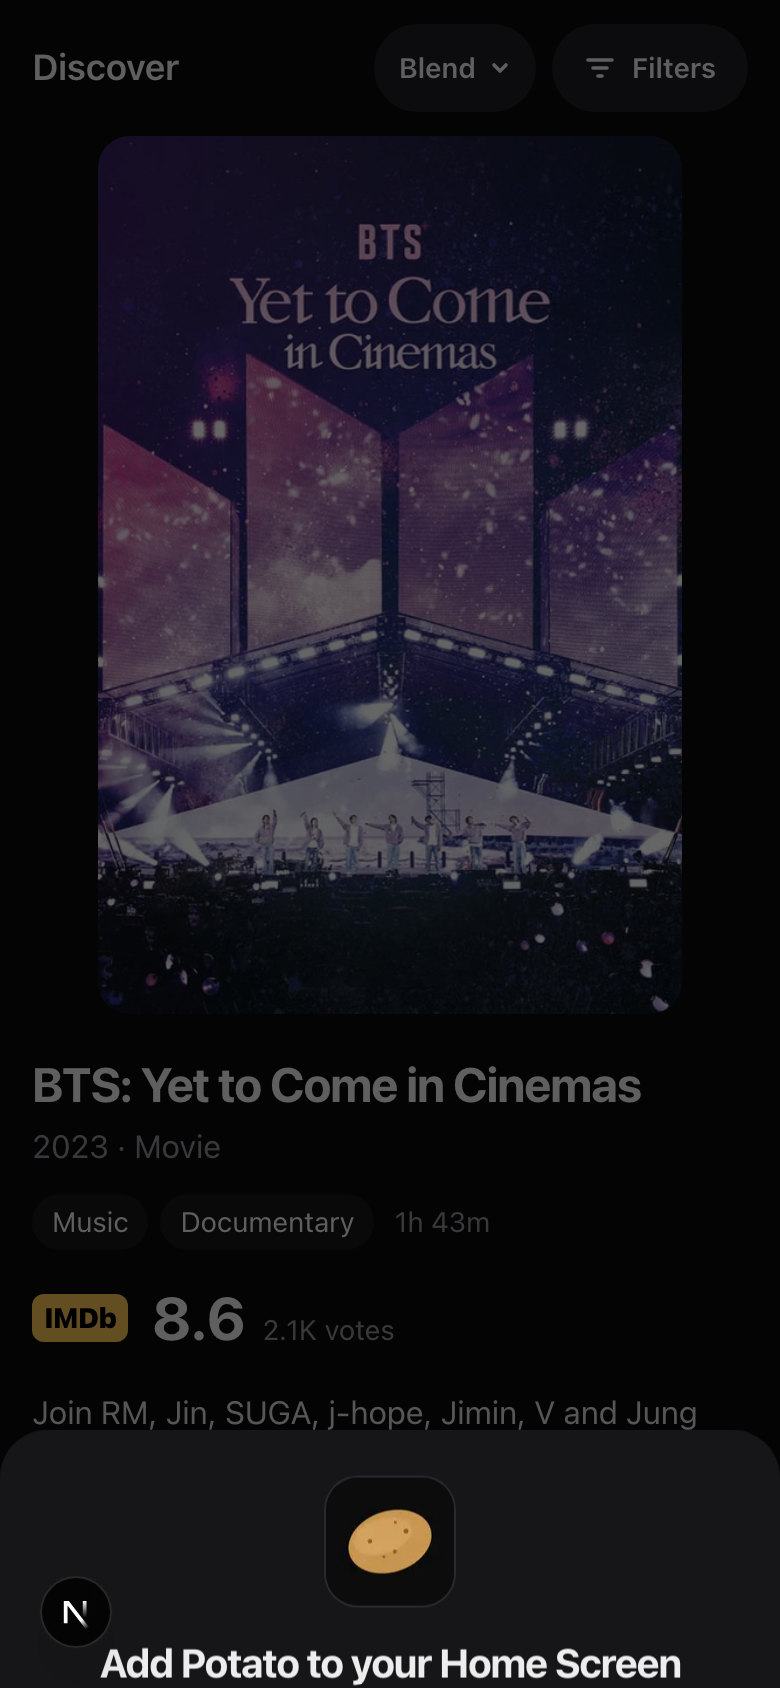 Discover
Blend
Filters
BTS
Yet to Come
in Cinemas
BTS: Yet to Come in Cinemas
2023 · Movie
Music
Documentary
1h 43m
IMDb
8.6
2.1K votes
Join RM, Jin, SUGA, j-hope, Jimin, V and Jung
N
Add Potato to your Home Screen